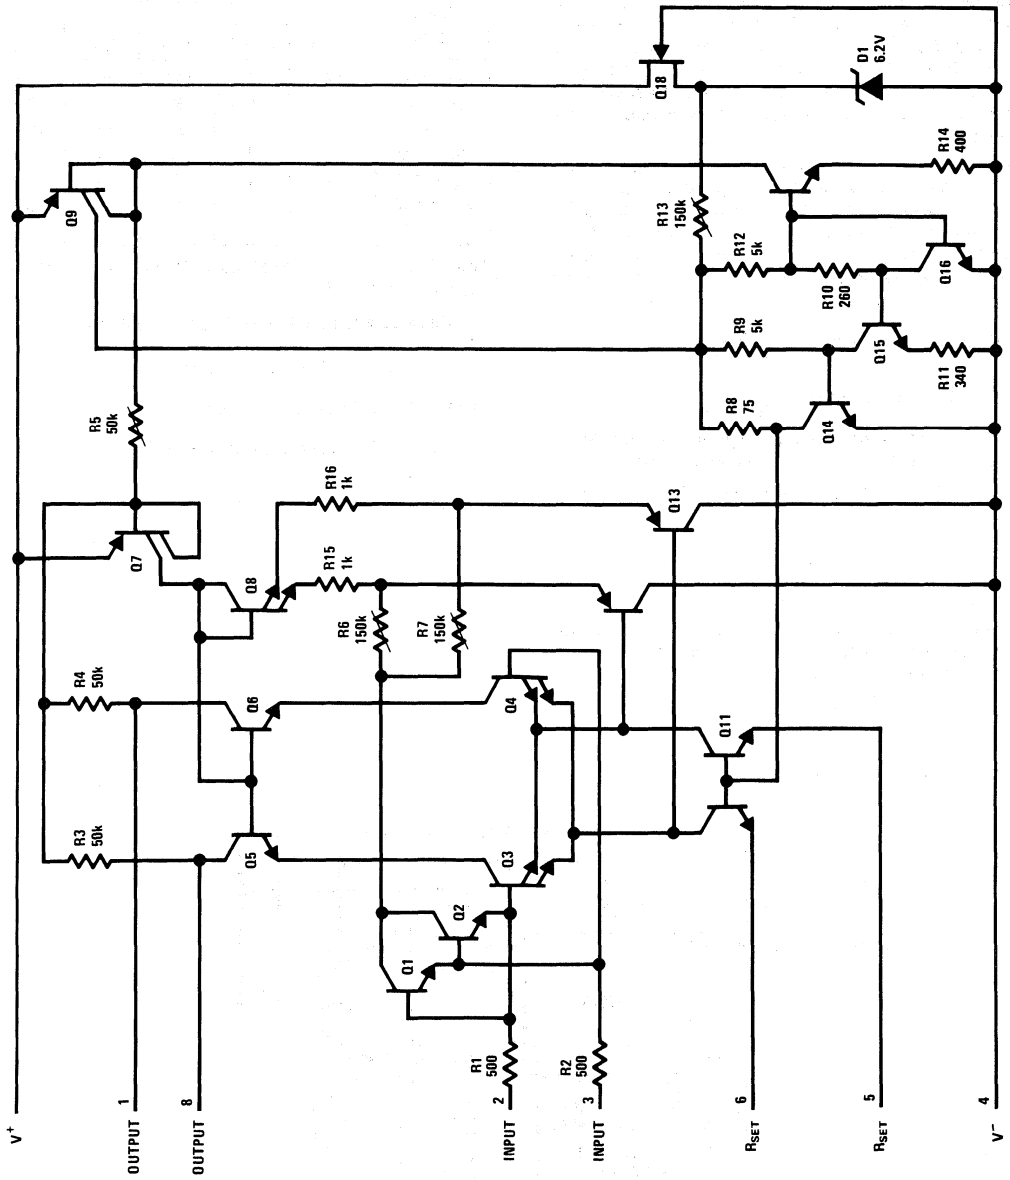 V+
OUTPUT 1
OUTPUT 8
INPUT 2
INPUT 3
RSET 6
RSET 5
V− 4
R3
50k
R4
50k
Q5
Q6
Q7
Q8
R5
50k
Q9
R15
1k
R16
1k
R6
150k
R7
150k
Q1
Q2
Q3
Q4
R1
500
R2
500
Q11
Q13
Q14
R8
75
R9
5k
Q15
R11
340
R10
260
R12
5k
Q16
R13
150k
R14
400
Q18
D1
6.2V